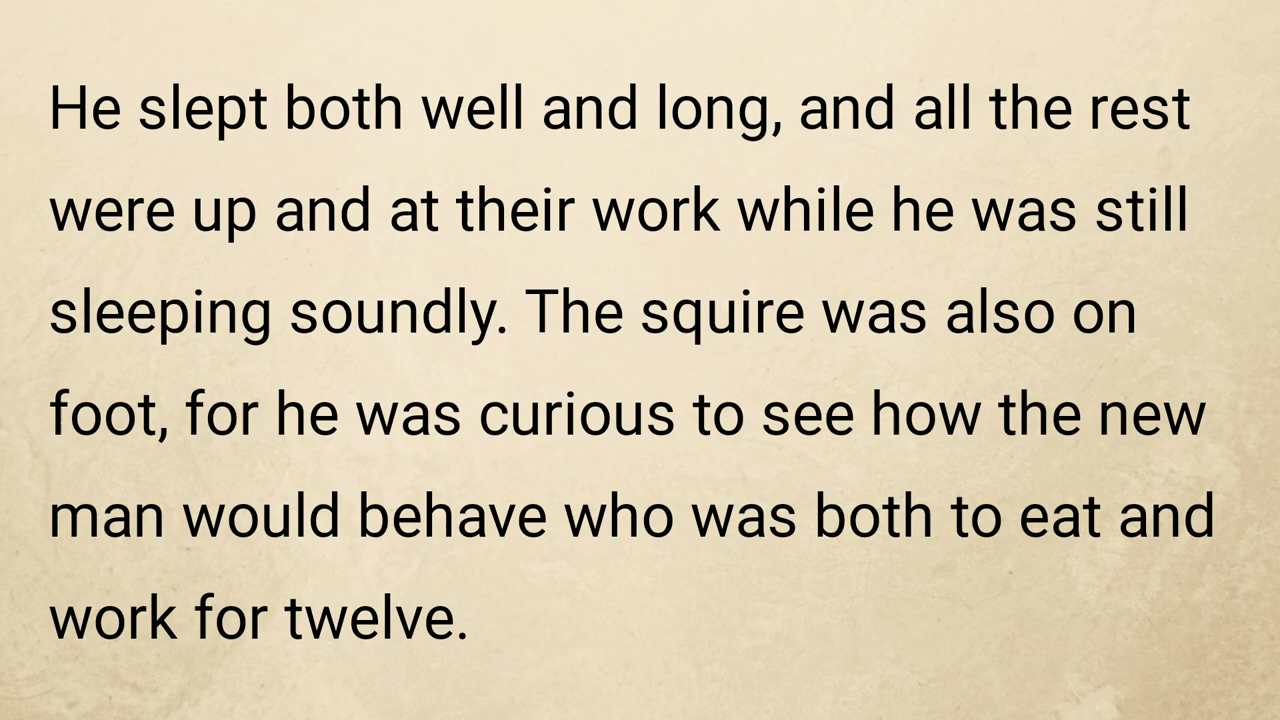 He slept both well and long, and all the rest
were up and at their work while he was still
sleeping soundly. The squire was also on
foot, for he was curious to see how the new
man would behave who was both to eat and
work for twelve.